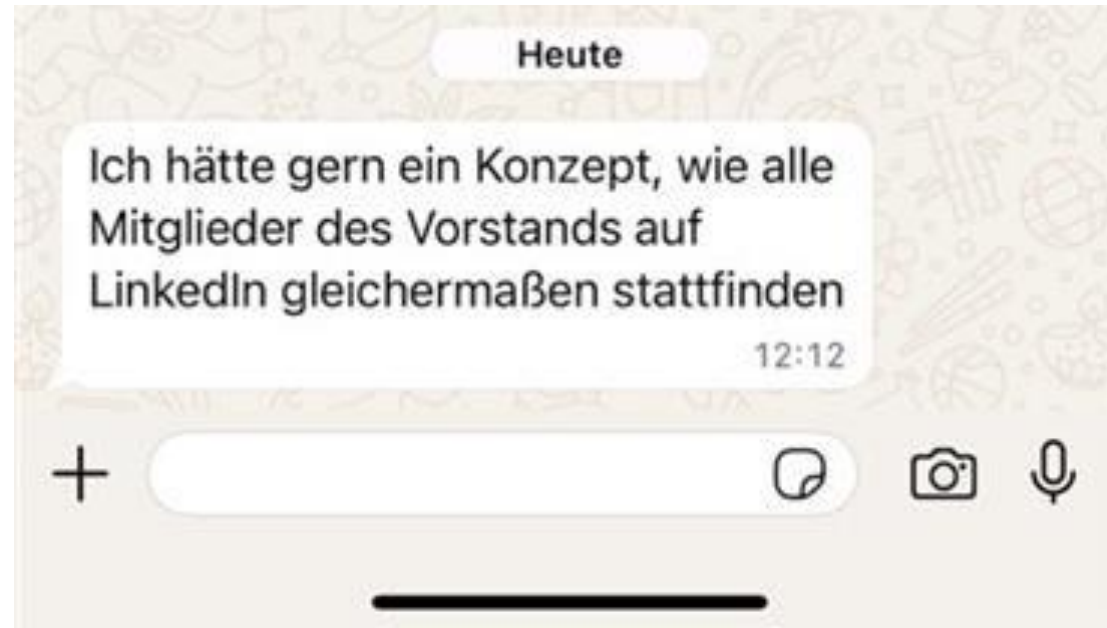 Heute
Ich hätte gern ein Konzept, wie alle
Mitglieder des Vorstands auf
LinkedIn gleichermaßen stattfinden
12:12